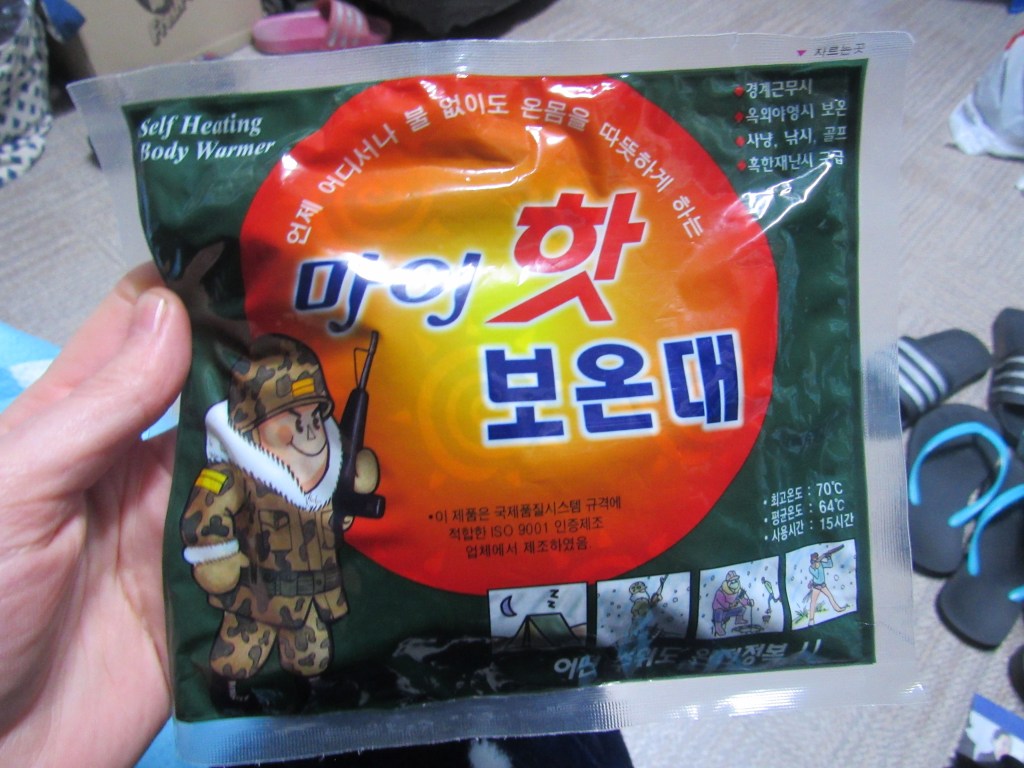 자르는곳
Self Heating
Body Warmer
경계근무시
옥외야영시 보온
사냥, 낚시, 골프
혹한재난시
언제 어디서나 불 없이도 온몸을 따뜻하게 하는
마이 핫
보온대
•이 제품은 국제품질시스템 규격에
적합한 ISO 9001 인증제조
업체에서 제조하였음.
• 최고온도 : 70℃
• 평균온도 : 64℃
• 사용시간 : 15시간
z
z